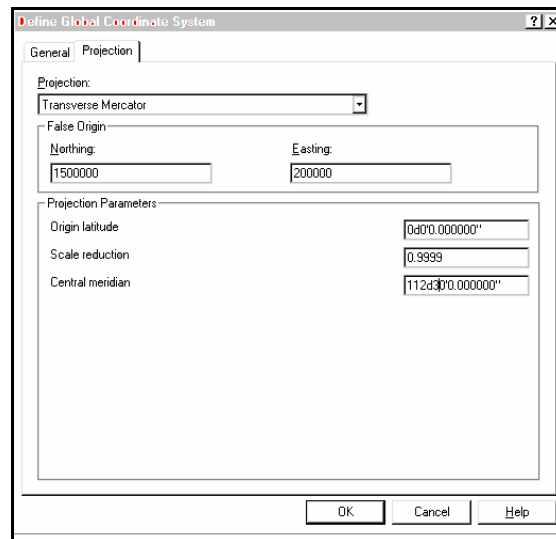 Define Global Coordinate System ? X
General Projection
Projection:
Transverse Mercator
False Origin
Northing: Easting:
1500000 200000
Projection Parameters
Origin latitude 0d0'0.000000"
Scale reduction 0.9999
Central meridian 112d30'0.000000"
OK Cancel Help